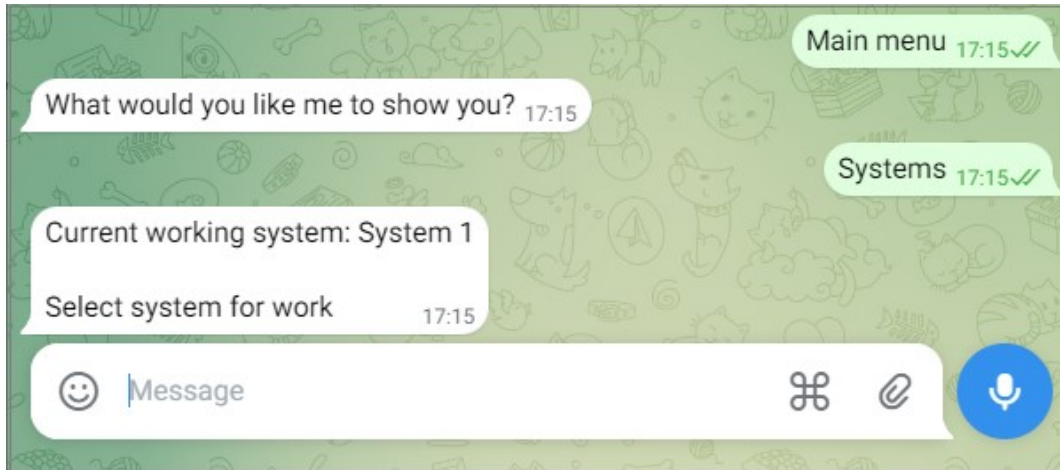 Main menu 17:15
What would you like me to show you? 17:15
Systems 17:15
Current working system: System 1
Select system for work 17:15
Message